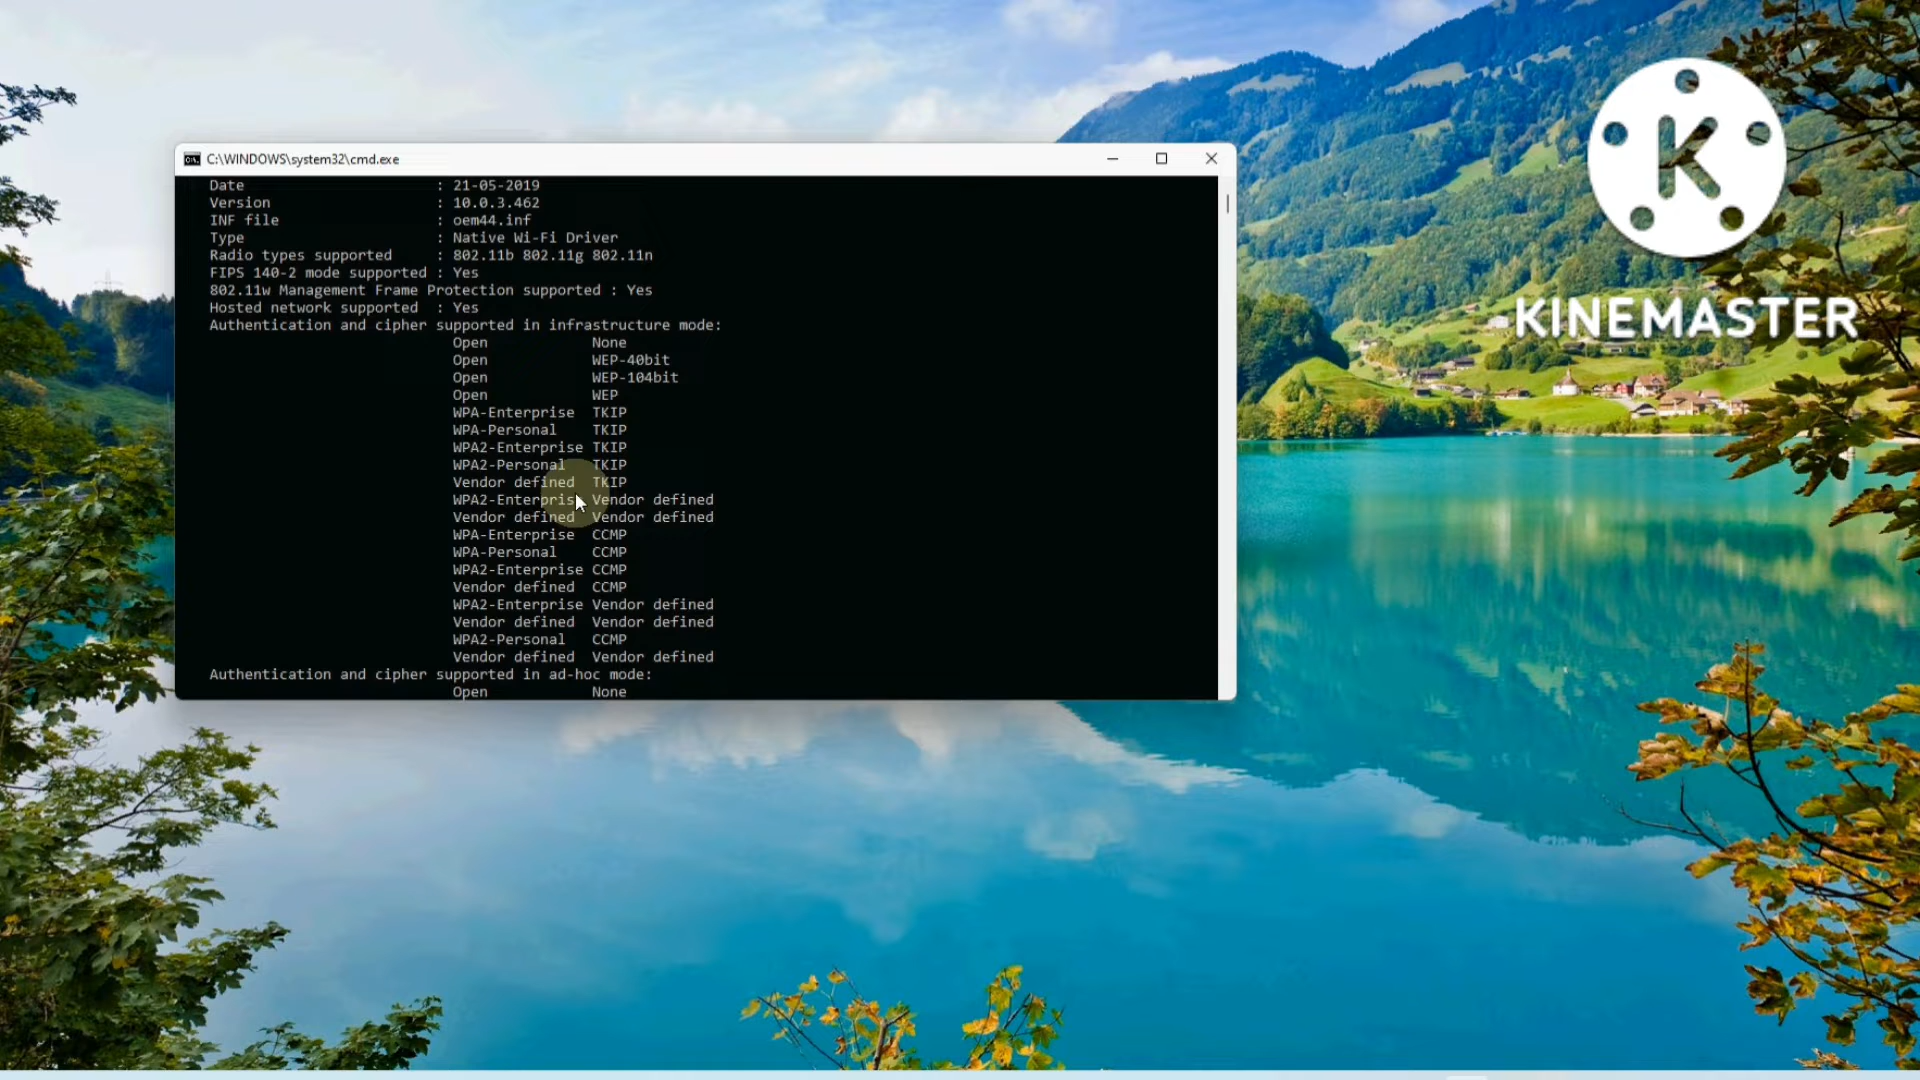 C:\WINDOWS\system32\cmd.exe
Date : 21-05-2019
Version : 10.0.3.462
INF file : oem44.inf
Type : Native Wi-Fi Driver
Radio types supported : 802.11b 802.11g 802.11n
FIPS 140-2 mode supported : Yes
802.11w Management Frame Protection supported : Yes
Hosted network supported : Yes
Authentication and cipher supported in infrastructure mode:
Open None
Open WEP-40bit
Open WEP-104bit
Open WEP
WPA-Enterprise TKIP
WPA-Personal TKIP
WPA2-Enterprise TKIP
WPA2-Personal TKIP
Vendor defined TKIP
WPA2-Enterprise Vendor defined
Vendor defined Vendor defined
WPA-Enterprise CCMP
WPA-Personal CCMP
WPA2-Enterprise CCMP
Vendor defined CCMP
WPA2-Enterprise Vendor defined
Vendor defined Vendor defined
WPA2-Personal CCMP
Vendor defined Vendor defined
Authentication and cipher supported in ad-hoc mode:
Open None
K
KINEMASTER